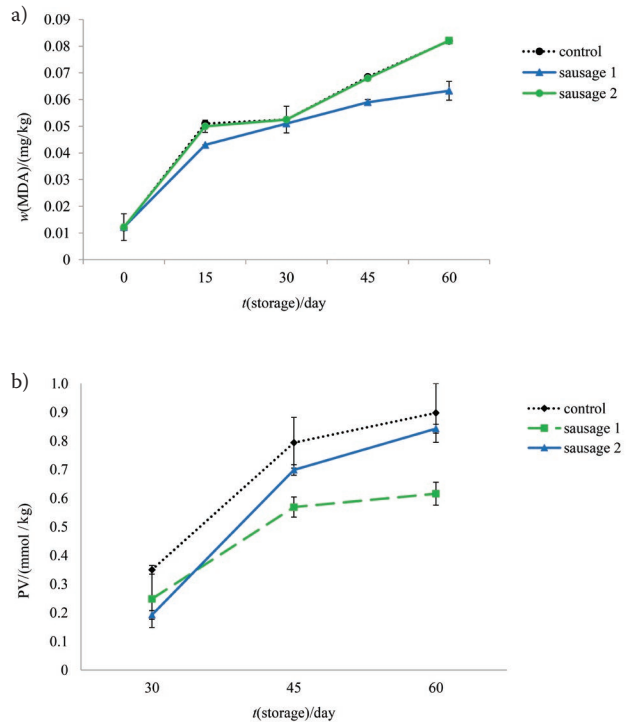 a)
0.09
0.08
0.07
0.06
0.05
0.04
0.03
0.02
0.01
0
w(MDA)/(mg/kg)
0 15 30 45 60
t(storage)/day
control
sausage 1
sausage 2
b)
1.0
0.9
0.8
0.7
0.6
0.5
0.4
0.3
0.2
0.1
0
PV/(mmol/kg)
30 45 60
t(storage)/day
control
sausage 1
sausage 2